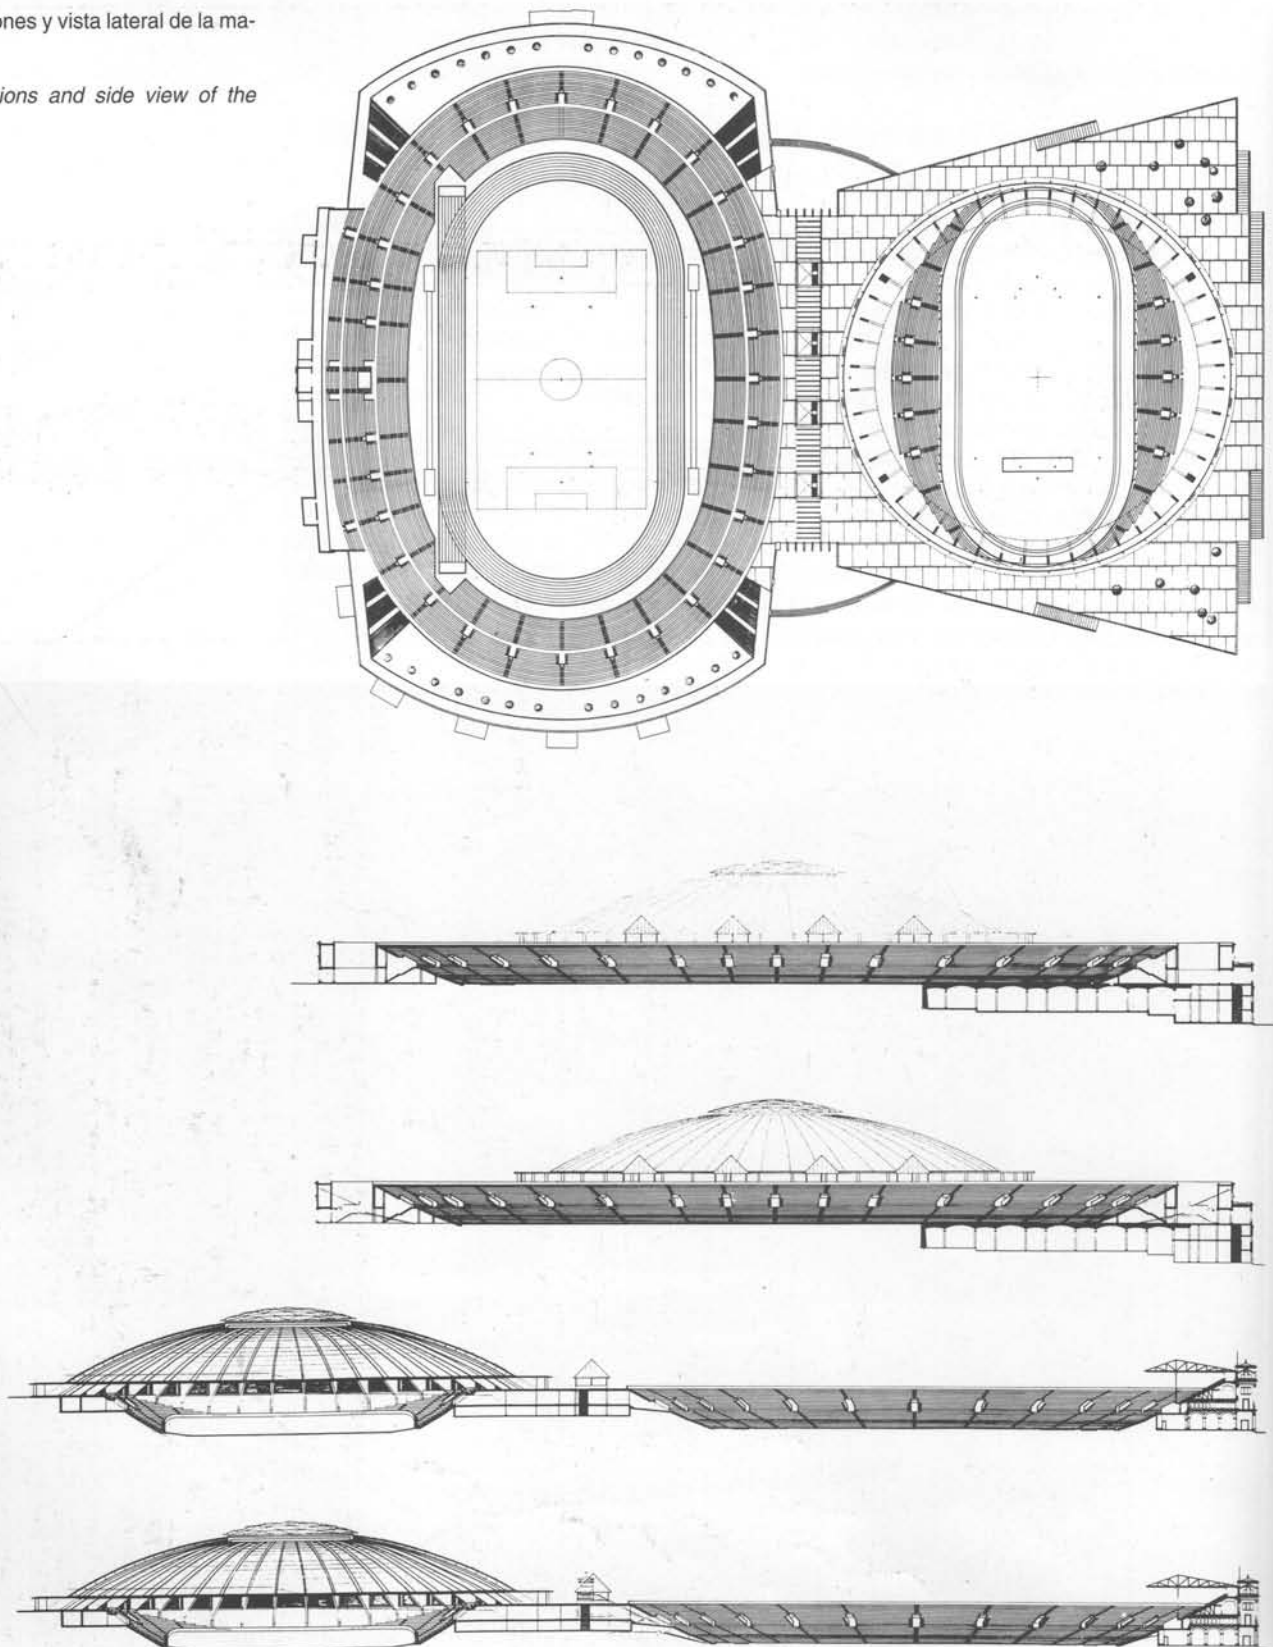 ones y vista lateral de la ma-
ions and side view of the